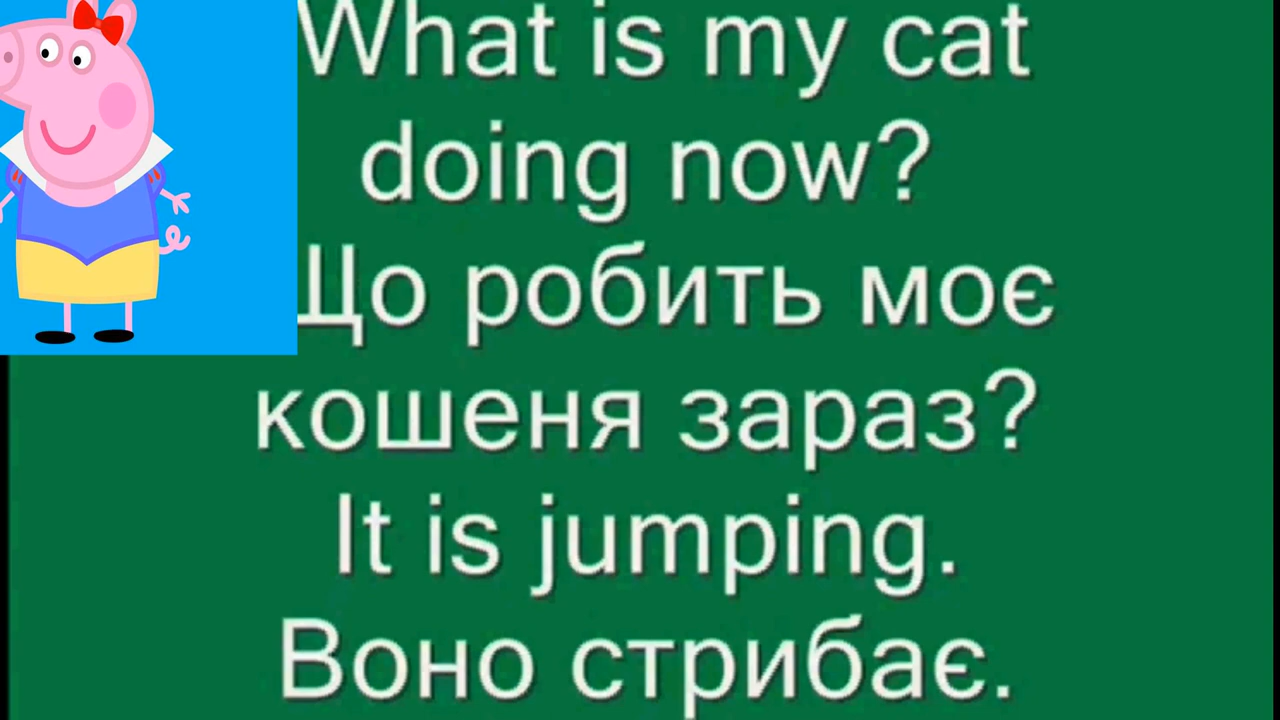 What is my cat
doing now?
Що робить моє
кошеня зараз?
It is jumping.
Воно стрибає.